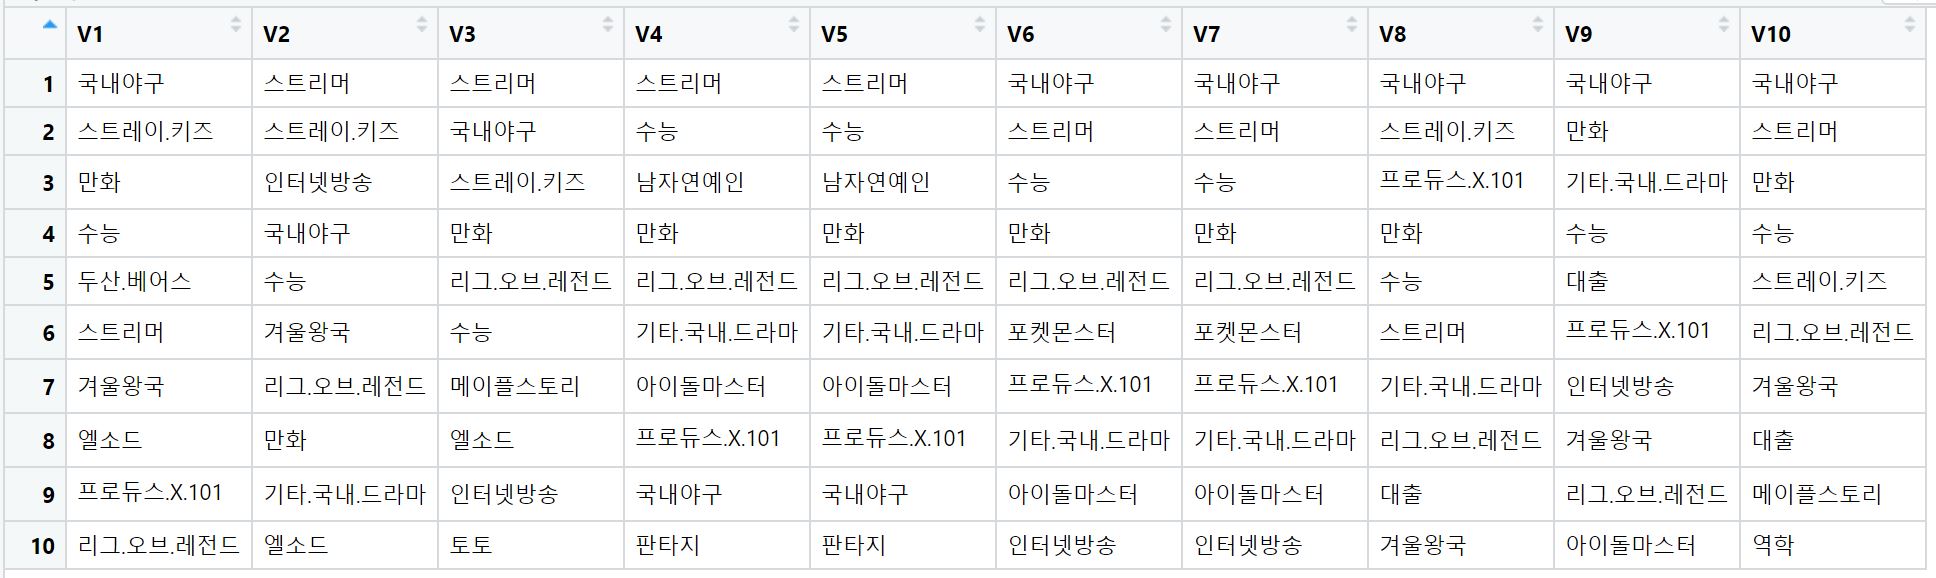 V1 V2 V3 V4 V5 V6 V7 V8 V9 V10
1 국내야구 스트리머 스트리머 스트리머 스트리머 국내야구 국내야구 국내야구 국내야구 국내야구
2 스트레이.키즈 스트레이.키즈 국내야구 수능 수능 스트리머 스트리머 스트레이.키즈 만화 스트리머
3 만화 인터넷방송 스트레이.키즈 남자연예인 남자연예인 수능 수능 프로듀스.X.101 기타.국내.드라마 만화
4 수능 국내야구 만화 만화 만화 만화 만화 만화 수능 수능
5 두산.베어스 수능 리그.오브.레전드 리그.오브.레전드 리그.오브.레전드 리그.오브.레전드 리그.오브.레전드 수능 대출 스트레이.키즈
6 스트리머 겨울왕국 수능 기타.국내.드라마 기타.국내.드라마 포켓몬스터 포켓몬스터 스트리머 프로듀스.X.101 리그.오브.레전드
7 겨울왕국 리그.오브.레전드 메이플스토리 아이돌마스터 아이돌마스터 프로듀스.X.101 프로듀스.X.101 기타.국내.드라마 인터넷방송 겨울왕국
8 엘소드 만화 엘소드 프로듀스.X.101 프로듀스.X.101 기타.국내.드라마 기타.국내.드라마 리그.오브.레전드 겨울왕국 대출
9 프로듀스.X.101 기타.국내.드라마 인터넷방송 국내야구 국내야구 아이돌마스터 아이돌마스터 대출 리그.오브.레전드 메이플스토리
10 리그.오브.레전드 엘소드 토토 판타지 판타지 인터넷방송 인터넷방송 겨울왕국 아이돌마스터 역학